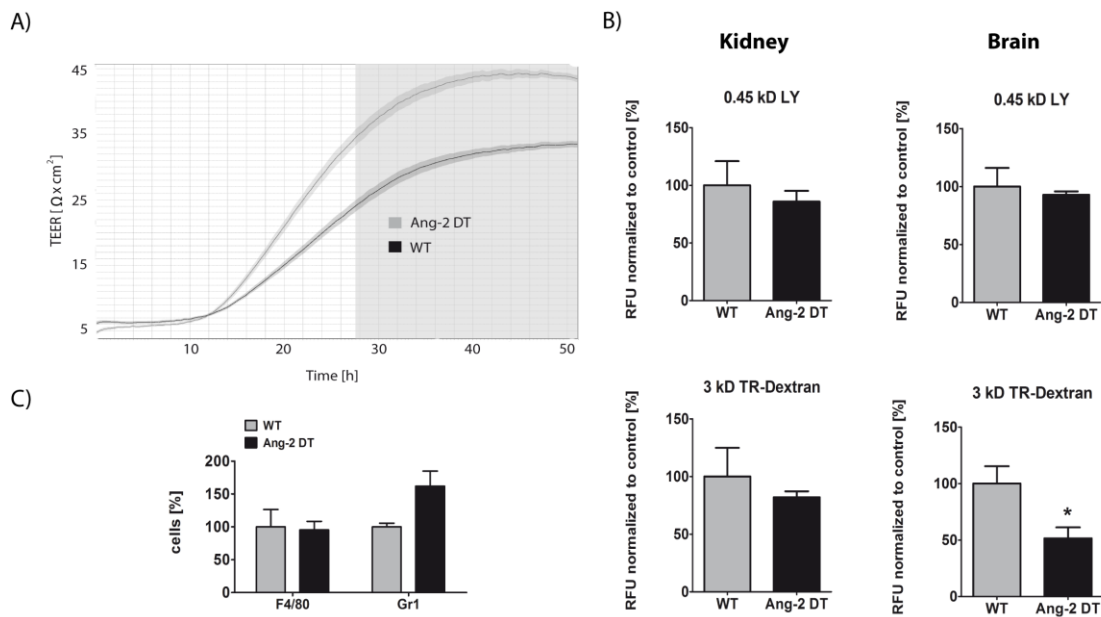 A)
45
35
25
15
5
TEER [ Ω x cm²]
10
20
30
40
50
Time [h]
Ang-2 DT
WT
B)
Kidney
Brain
0.45 kD LY
RFU normalized to control [%]
150
100
50
0
WT
Ang-2 DT
0.45 kD LY
RFU normalized to control [%]
150
100
50
0
WT
Ang-2 DT
3 kD TR-Dextran
RFU normalized to control [%]
150
100
50
0
WT
Ang-2 DT
3 kD TR-Dextran
RFU normalized to control [%]
150
100
50
0
*
WT
Ang-2 DT
C)
WT
Ang-2 DT
cells [%]
200
150
100
50
0
F4/80
Gr1